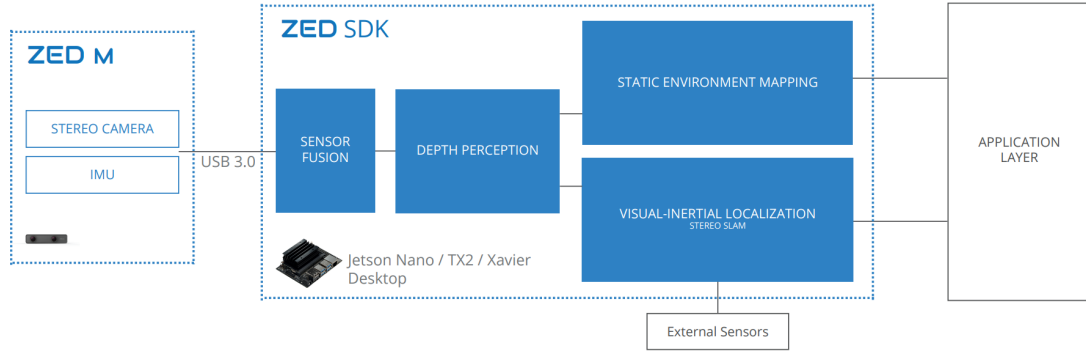 ZED M
STEREO CAMERA
IMU
USB 3.0
ZED SDK
SENSOR
FUSION
DEPTH PERCEPTION
STATIC ENVIRONMENT MAPPING
VISUAL-INERTIAL LOCALIZATION
STEREO SLAM
Jetson Nano / TX2 / Xavier
Desktop
External Sensors
APPLICATION
LAYER